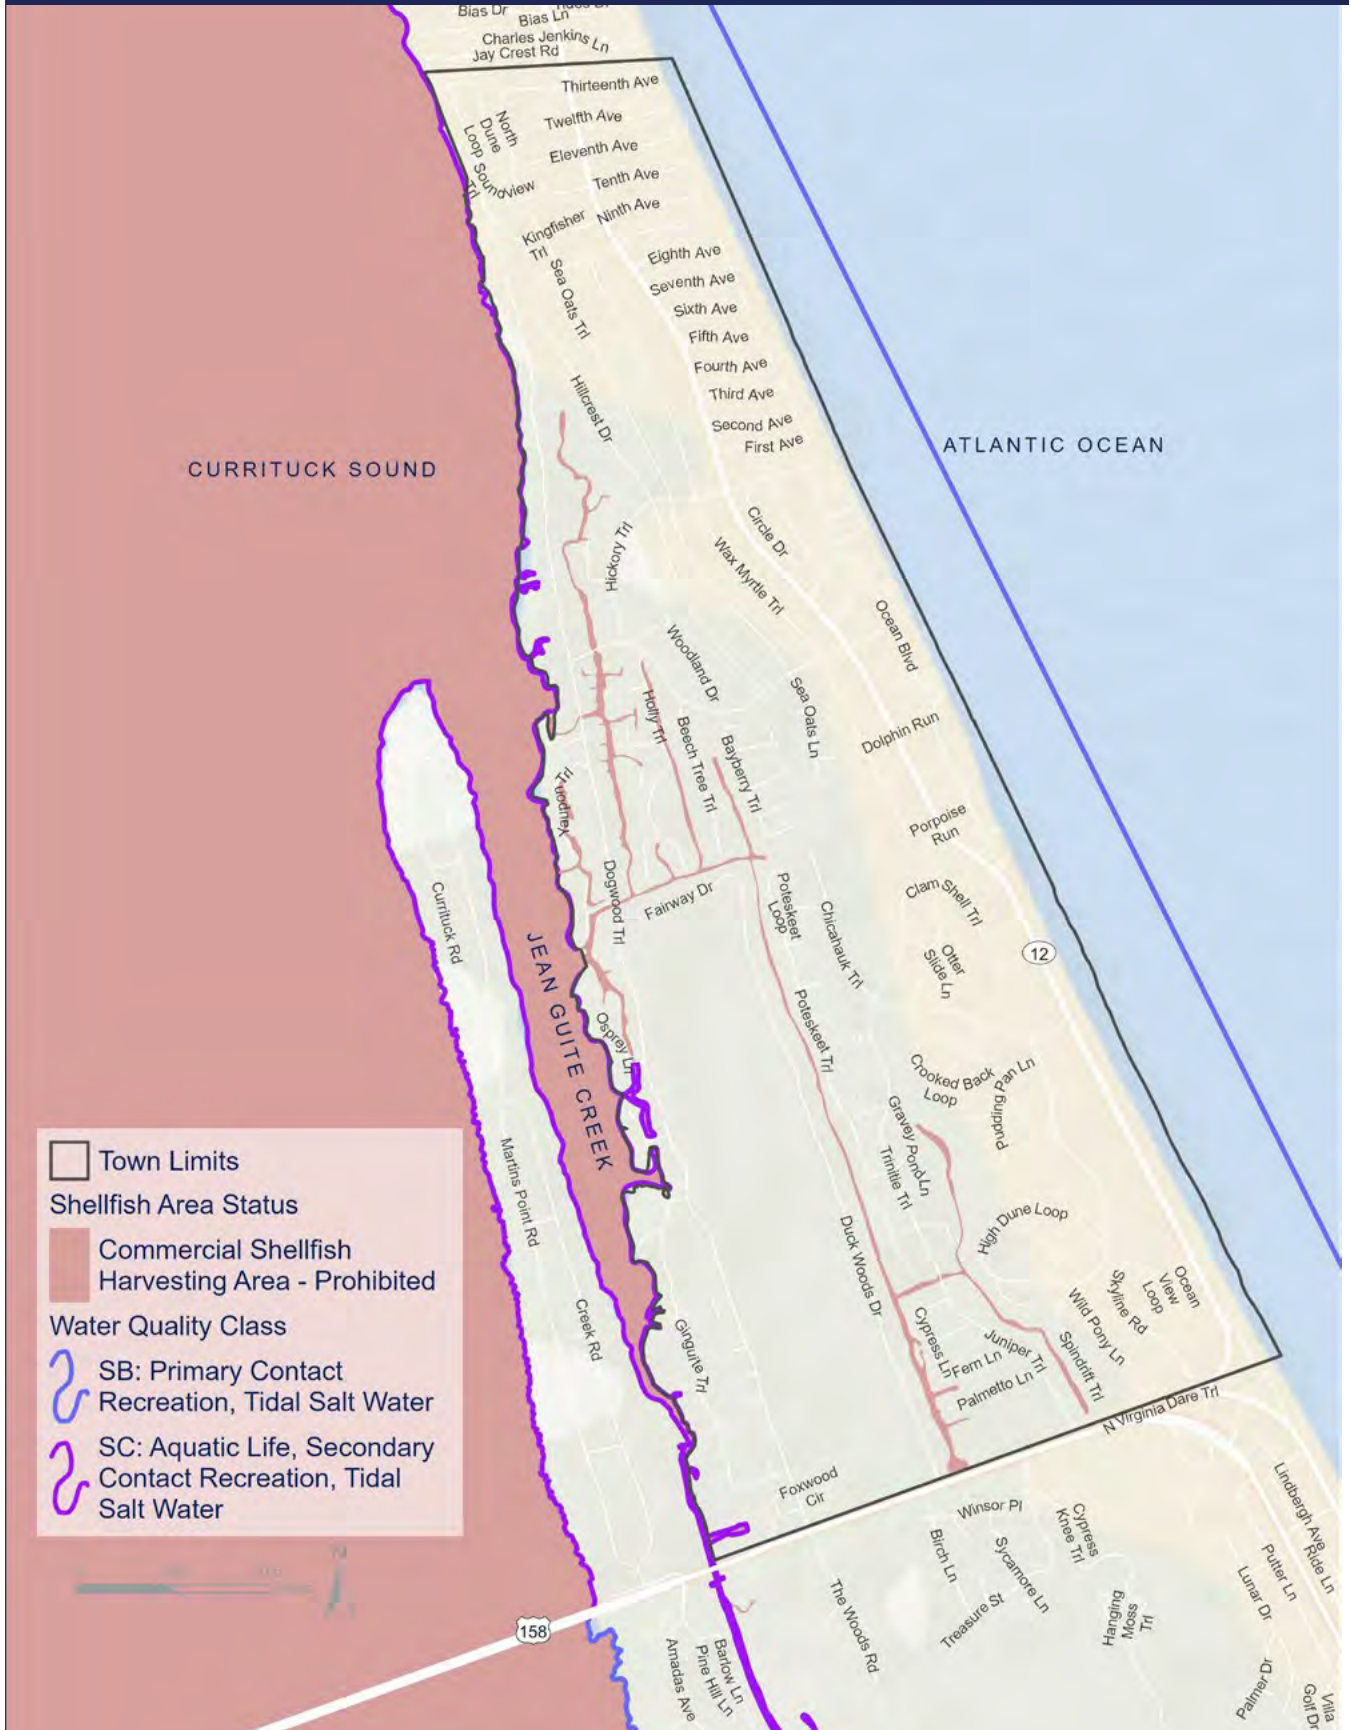 Bias Dr
Bias Ln
Charles Jenkins Ln
Jay Crest Rd
Thirteenth Ave
Twelfth Ave
Eleventh Ave
Tenth Ave
Ninth Ave
North
Dune
Loop
Soundview
Trl
Kingfisher
Trl
Sea Oats Trl
Eighth Ave
Seventh Ave
Sixth Ave
Fifth Ave
Fourth Ave
Third Ave
Second Ave
First Ave
Hillcrest Dr
CURRITUCK SOUND
ATLANTIC OCEAN
Hickory Trl
Circle Dr
Wax Myrtle Trl
Ocean Blvd
Woodland Dr
Sea Oats Ln
Holly Trl
Beech Tree Trl
Bayberry Trl
Dolphin Run
Yaupon Trl
Porpoise
Run
Dogwood Trl
Fairway Dr
Poteskeet
Loop
Chicahauk Trl
Clam Shell Trl
Currituck Rd
JEAN GUITE CREEK
Otter
Slide Ln
12
Osprey Ln
Poteskeet Trl
Crooked Back
Loop
Pudding Pan Ln
Gravey Pond Ln
Trinitie Trl
Martins Point Rd
High Dune Loop
Duck Woods Dr
Ocean
View
Loop
Skyline Rd
Wild Pony Ln
Creek Rd
Ginguite Trl
Cypress Ln
Juniper Trl
Fern Ln
Palmetto Ln
Spindrift Trl
N Virginia Dare Trl
Town Limits
Shellfish Area Status
Commercial Shellfish
Harvesting Area - Prohibited
Water Quality Class
SB: Primary Contact
Recreation, Tidal Salt Water
SC: Aquatic Life, Secondary
Contact Recreation, Tidal
Salt Water
N
Foxwood
Cir
Winsor Pl
Cypress
Knee Trl
Lindbergh Ave
Ride Ln
Putter Ln
Lunar Dr
Birch Ln
Sycamore Ln
Treasure St
Hanging
Moss
Trl
The Woods Rd
158
Amadas Ave
Barlow Ln
Pine Hill Ln
Palmer Dr
Villa
Golf Dr